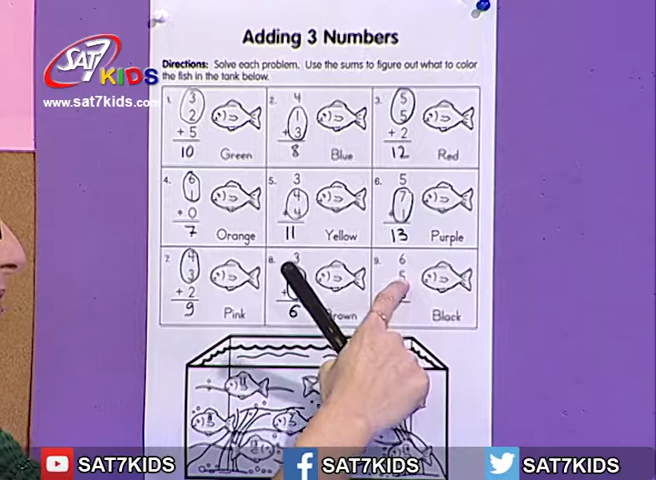 Adding 3 Numbers
Directions: Solve each problem. Use the sums to figure out what to color
the fish in the tank below.
SAT7
KIDS
www.sat7kids.com
1. 3
2
+ 5
10
Green
2. 4
1
+ 3
8
Blue
3. 5
5
+ 2
12
Red
4. 6
1
+ 0
7
Orange
5. 3
4
+ 4
11
Yellow
6. 5
7
1
13
Purple
7. 4
3
+ 2
9
Pink
8. 3
+
6
Brown
9. 6
5
Black
SAT7KIDS
SAT7KIDS
SAT7KIDS